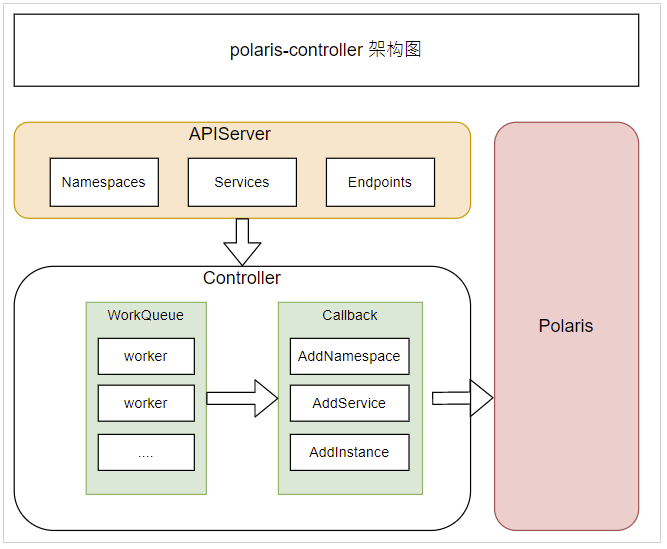 polaris-controller 架构图
APIServer
Namespaces
Services
Endpoints
Controller
WorkQueue
worker
worker
....
Callback
AddNamespace
AddService
AddInstance
Polaris